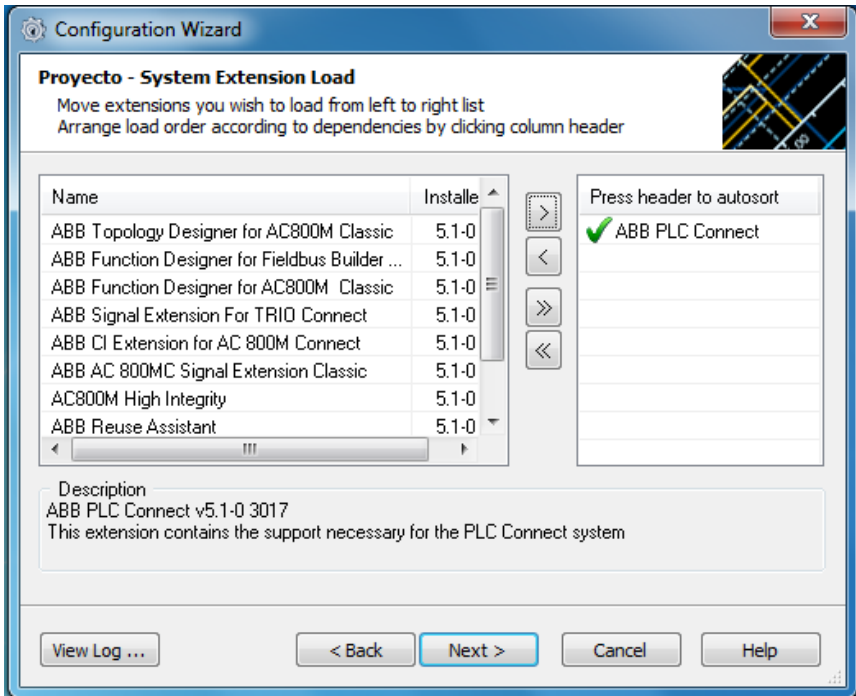 Configuration Wizard
Proyecto - System Extension Load
Move extensions you wish to load from left to right list
Arrange load order according to dependencies by clicking column header
Name Installe
ABB Topology Designer for AC800M Classic 5.1-0
ABB Function Designer for Fieldbus Builder ... 5.1-0
ABB Function Designer for AC800M Classic 5.1-0
ABB Signal Extension For TRIO Connect 5.1-0
ABB CI Extension for AC 800M Connect 5.1-0
ABB AC 800MC Signal Extension Classic 5.1-0
AC800M High Integrity 5.1-0
ABB Reuse Assistant 5.1-0
>
<
>>
<<
Press header to autosort
ABB PLC Connect
Description
ABB PLC Connect v5.1-0 3017
This extension contains the support necessary for the PLC Connect system
View Log ... < Back Next > Cancel Help